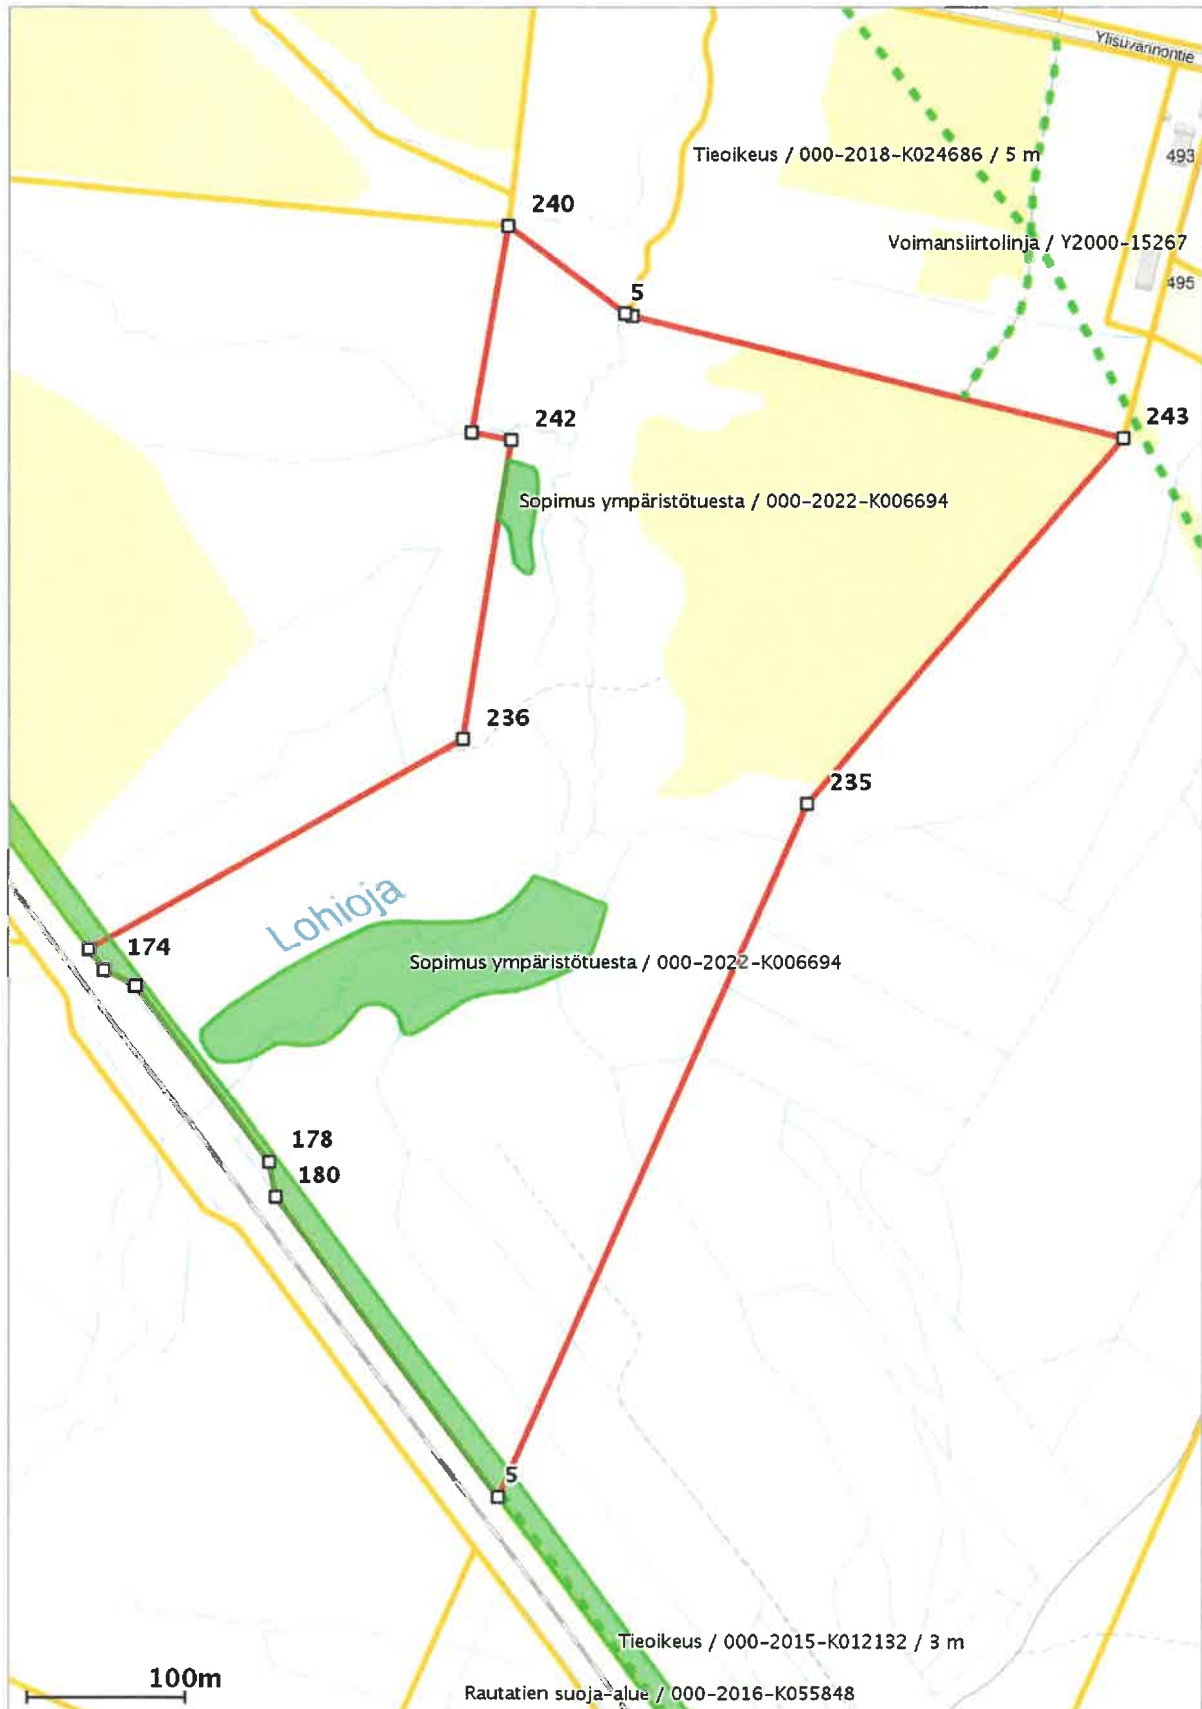 Ylisuvannontie
Tieoikeus / 000-2018-K024686 / 5 m
493
240
Voimansiirtolinja / Y2000-15267
495
5
242
243
Sopimus ympäristötuesta / 000-2022-K006694
236
235
Lohioja
174
Sopimus ympäristötuesta / 000-2022-K006694
178
180
5
Tieoikeus / 000-2015-K012132 / 3 m
100m
Rautatien suoja-alue / 000-2016-K055848